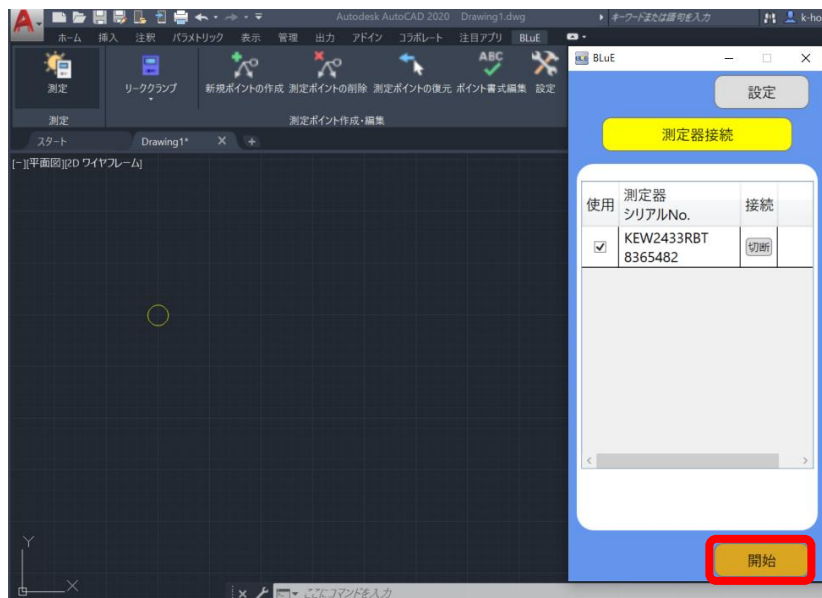 Autodesk AutoCAD 2020 Drawing1.dwg
キーワードまたは語句を入力
k-ho
ホーム 挿入 注釈 パラメトリック 表示 管理 出力 アドイン コラボレート 注目アプリ BLuE
測定
リーククランプ
新規ポイントの作成
測定ポイントの削除
測定ポイントの復元
ABC
ポイント書式編集
設定
測定
測定ポイント作成・編集
スタート
Drawing1*
[−][平面図][2D ワイヤフレーム]
Y
X
ここにコマンドを入力
BLuE
設定
測定器接続
使用
測定器
シリアルNo.
接続
KEW2433RBT
8365482
切断
開始